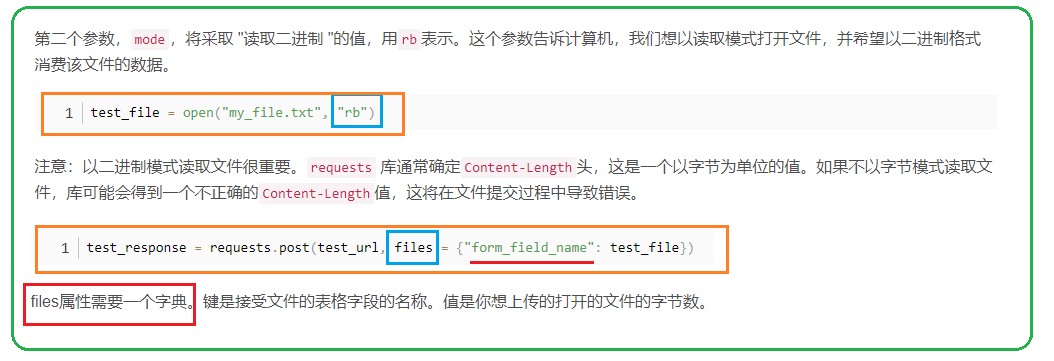 第二个参数，mode，将采取 "读取二进制 "的值，用 rb 表示。这个参数告诉计算机，我们想以读取模式打开文件，并希望以二进制格式
消费该文件的数据。
1 test_file = open("my_file.txt", "rb")
注意：以二进制模式读取文件很重要。requests 库通常确定 Content-Length 头，这是一个以字节为单位的值。如果不以字节模式读取文
件，库可能会得到一个不正确的 Content-Length 值，这将在文件提交过程中导致错误。
1 test_response = requests.post(test_url, files = {"form_field_name": test_file})
files属性需要一个字典。键是接受文件的表格字段的名称。值是你想上传的打开的文件的字节数。